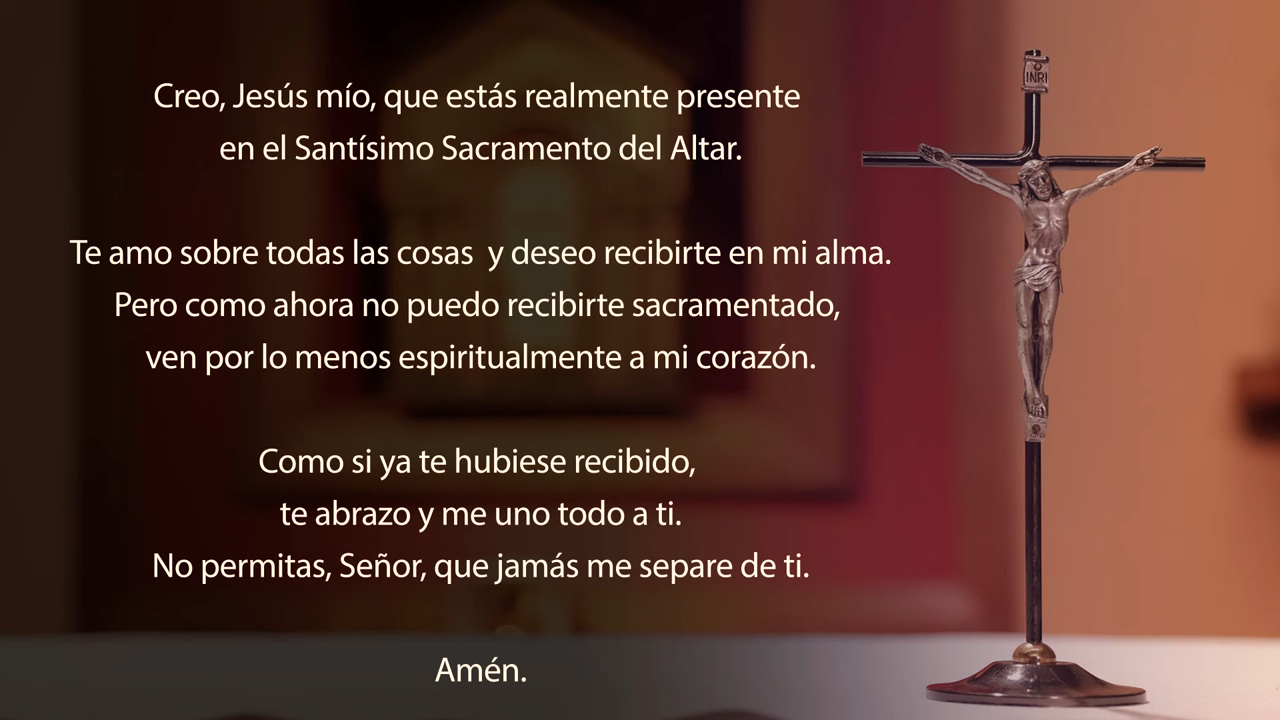 Creo, Jesús mío, que estás realmente presente
en el Santísimo Sacramento del Altar.
Te amo sobre todas las cosas  y deseo recibirte en mi alma.
Pero como ahora no puedo recibirte sacramentado,
ven por lo menos espiritualmente a mi corazón.
Como si ya te hubiese recibido,
te abrazo y me uno todo a ti.
No permitas, Señor, que jamás me separe de ti.
Amén.
INRI